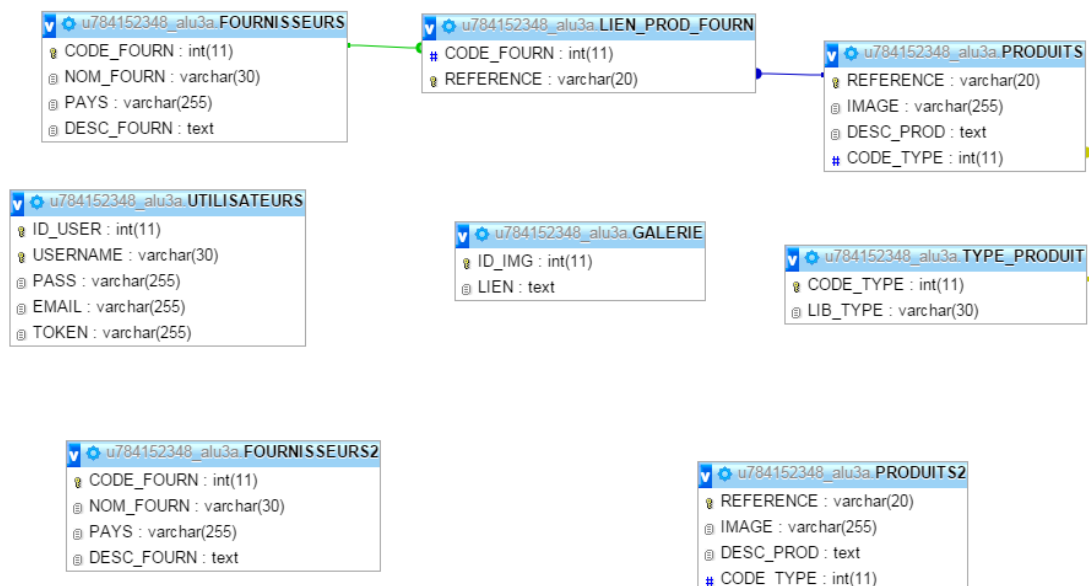 v u784152348_alu3a.FOURNISSEURS
CODE_FOURN : int(11)
NOM_FOURN : varchar(30)
PAYS : varchar(255)
DESC_FOURN : text
v u784152348_alu3a.LIEN_PROD_FOURN
# CODE_FOURN : int(11)
REFERENCE : varchar(20)
v u784152348_alu3a.PRODUITS
REFERENCE : varchar(20)
IMAGE : varchar(255)
DESC_PROD : text
# CODE_TYPE : int(11)
v u784152348_alu3a.UTILISATEURS
ID_USER : int(11)
USERNAME : varchar(30)
PASS : varchar(255)
EMAIL : varchar(255)
TOKEN : varchar(255)
v u784152348_alu3a.GALERIE
ID_IMG : int(11)
LIEN : text
v u784152348_alu3a.TYPE_PRODUIT
CODE_TYPE : int(11)
LIB_TYPE : varchar(30)
v u784152348_alu3a.FOURNISSEURS2
CODE_FOURN : int(11)
NOM_FOURN : varchar(30)
PAYS : varchar(255)
DESC_FOURN : text
v u784152348_alu3a.PRODUITS2
REFERENCE : varchar(20)
IMAGE : varchar(255)
DESC_PROD : text
# CODE_TYPE : int(11)